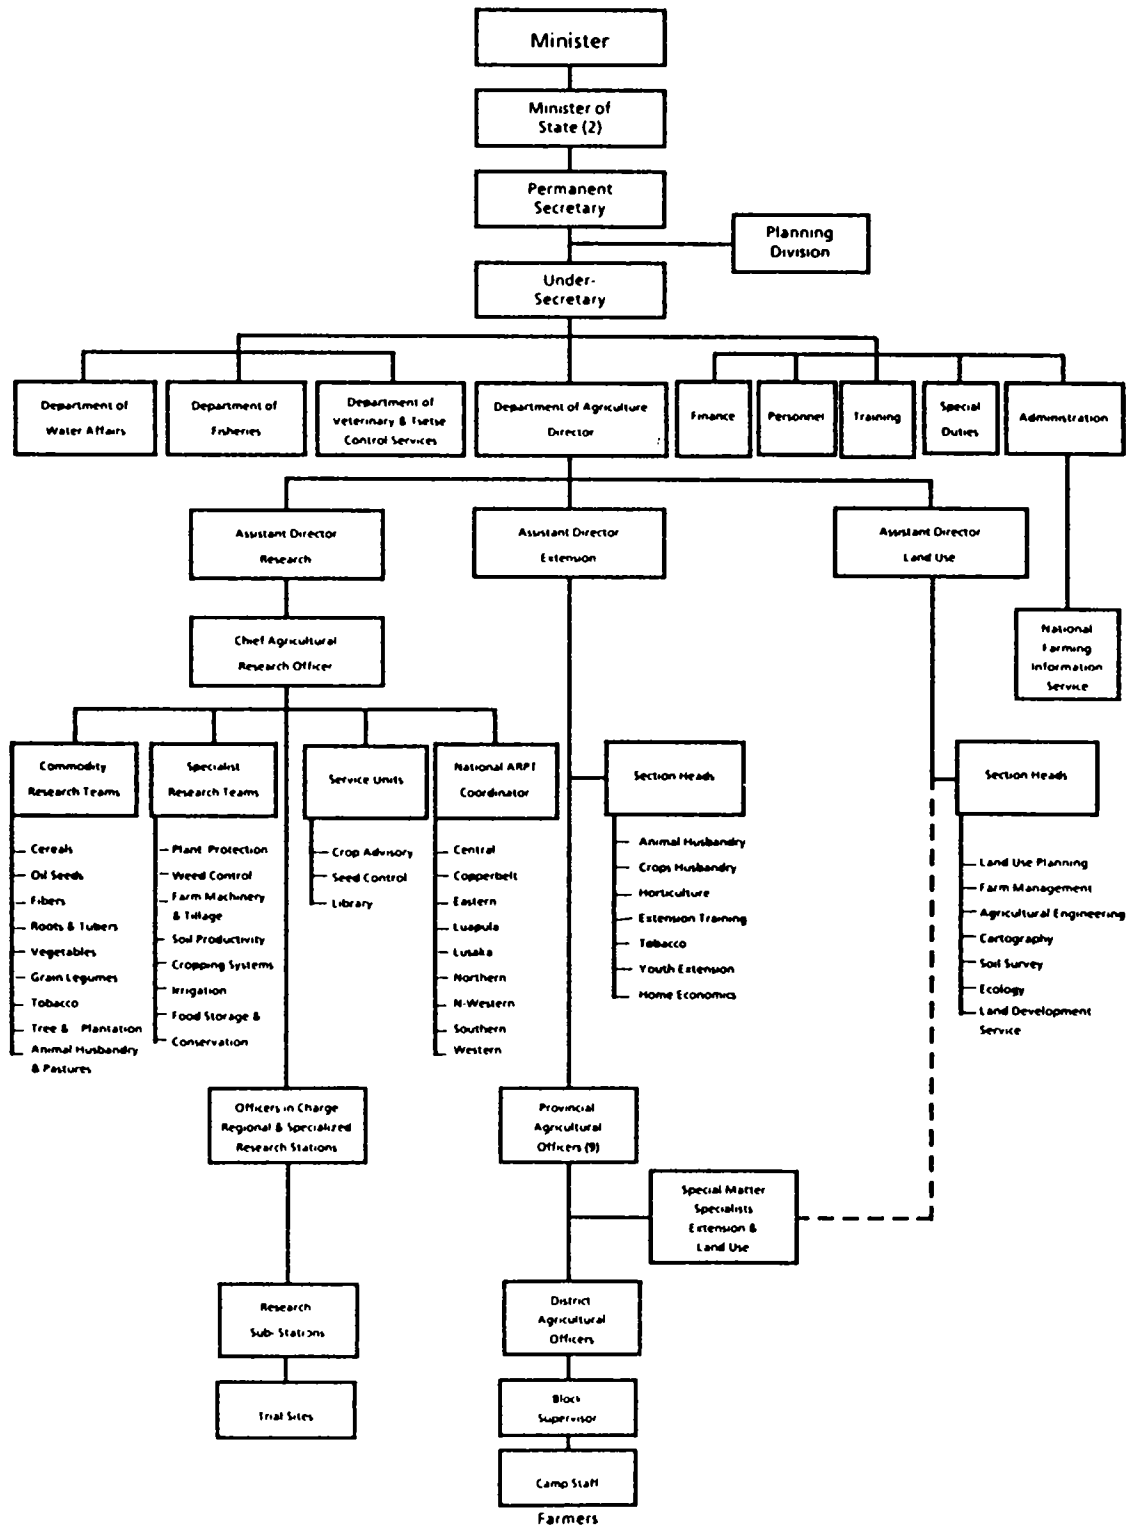 Minister
Minister of
State (2)
Permanent
Secretary
Planning
Division
Under-
Secretary
Department of
Water Affairs
Department of
Fisheries
Department of
Veterinary & Tsetse
Control Services
Department of Agriculture
Director
Finance
Personnel
Training
Special
Duties
Administration
Assistant Director
Research
Assistant Director
Extension
Assistant Director
Land Use
Chief Agricultural
Research Officer
National
Farming
Information
Service
Commodity
Research Teams
Cereals
Oil Seeds
Fibers
Roots & Tubers
Vegetables
Grain Legumes
Tobacco
Tree & Plantation
Animal Husbandry
& Pastures
Specialist
Research Teams
Plant Protection
Weed Control
Farm Machinery
& Tillage
Soil Productivity
Cropping Systems
Irrigation
Food Storage &
Conservation
Service Units
Crop Advisory
Seed Control
Library
National ARPT
Coordinator
Central
Copperbelt
Eastern
Luapula
Lusaka
Northern
N-Western
Southern
Western
Section Heads
Animal Husbandry
Crops Husbandry
Horticulture
Extension Training
Tobacco
Youth Extension
Home Economics
Section Heads
Land Use Planning
Farm Management
Agricultural Engineering
Cartography
Soil Survey
Ecology
Land Development
Service
Officers in Charge
Regional & Specialized
Research Stations
Provincial
Agricultural
Officers (9)
Special Matter
Specialists
Extension &
Land Use
Research
Sub-Stations
District
Agricultural
Officers
Trial Sites
Block
Supervisor
Camp Staff
Farmers